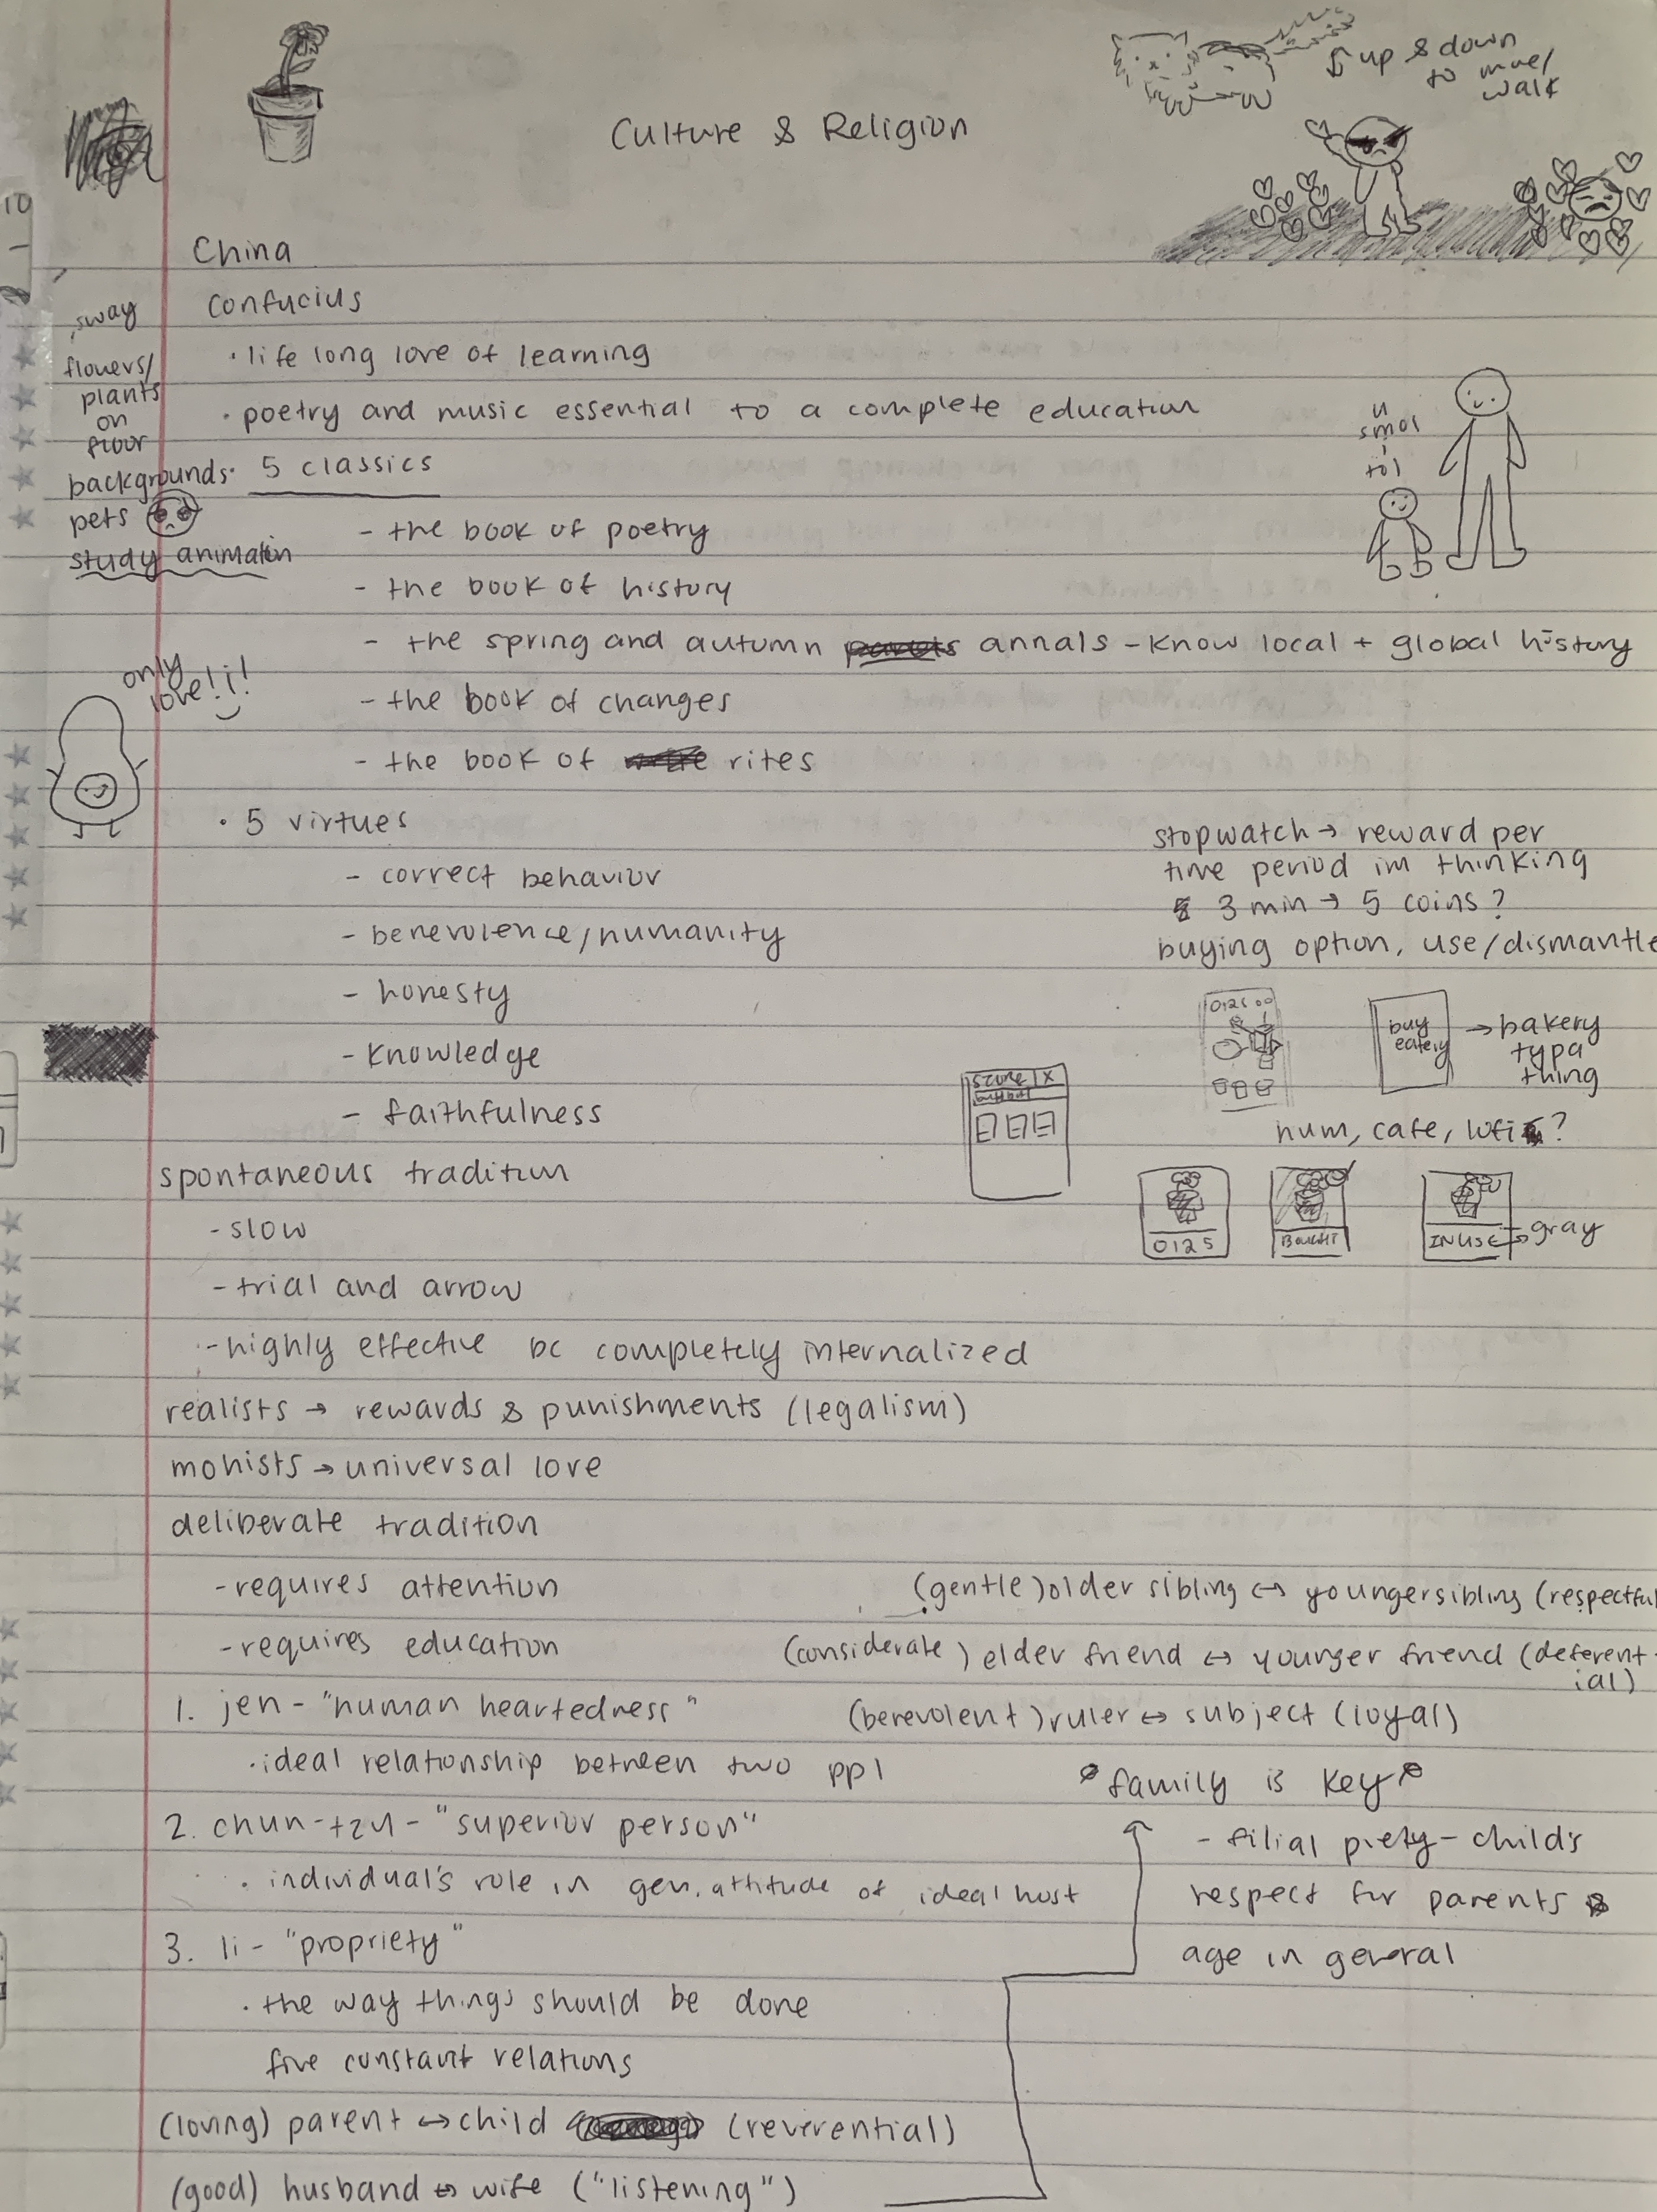 ↕ up & down
to move/
walk
Culture & Religion
10
China
Confucius
sway
flowers/
plants
on
floor
backgrounds
pets
study animation
· life long love of learning
· poetry and music essential to a complete education
· 5 classics
u
smol
i
tol
- the book of poetry
- the book of history
- the spring and autumn annals - know local + global history
- the book of changes
- the book of rites
only
love!¡!
· 5 virtues
- correct behavior
- benevolence/humanity
- honesty
- knowledge
- faithfulness
stopwatch → reward per
time period im thinking
3 min → 5 coins?
buying option, use/dismantle
0126 00
buy
eatery
→ bakery
typa
thing
store X
num, cafe, lofi?
0125
BOUGHT
IN USE → gray
spontaneous tradition
- slow
- trial and arrow
- highly effective bc completely internalized
realists → rewards & punishments (legalism)
mohists → universal love
deliberate tradition
- requires attention
- requires education
(gentle) older sibling ↔ younger sibling (respectful
(considerate) elder friend ↔ younger friend (deferent-
ial)
(benevolent) ruler ↔ subject (loyal)
1. jen - "human heartedness"
· ideal relationship between two ppl
2. chun-tzu - "superior person"
· individual's role in gen. attitude of ideal host
3. li - "propriety"
· the way things should be done
five constant relations
(loving) parent ↔ child (reverential)
(good) husband ↔ wife ("listening")
family is key
- filial piety - child's
respect for parents &
age in general